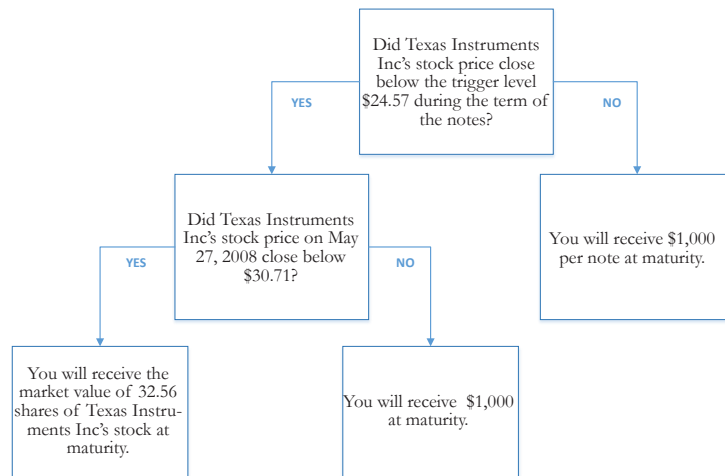 Did Texas Instruments
Inc's stock price close
below the trigger level
$24.57 during the term of
the notes?
YES
NO
Did Texas Instruments
Inc's stock price on May
27, 2008 close below
$30.71?
You will receive $1,000
per note at maturity.
YES
NO
You will receive the
market value of 32.56
shares of Texas Instru-
ments Inc's stock at
maturity.
You will receive $1,000
at maturity.